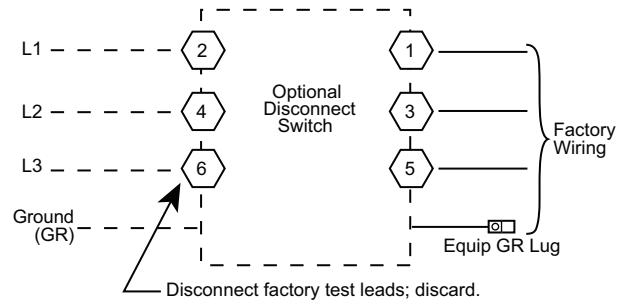 L1
2
1
L2
4
3
L3
6
5
Optional
Disconnect
Switch
Factory
Wiring
Ground
(GR)
Equip GR Lug
Disconnect factory test leads; discard.